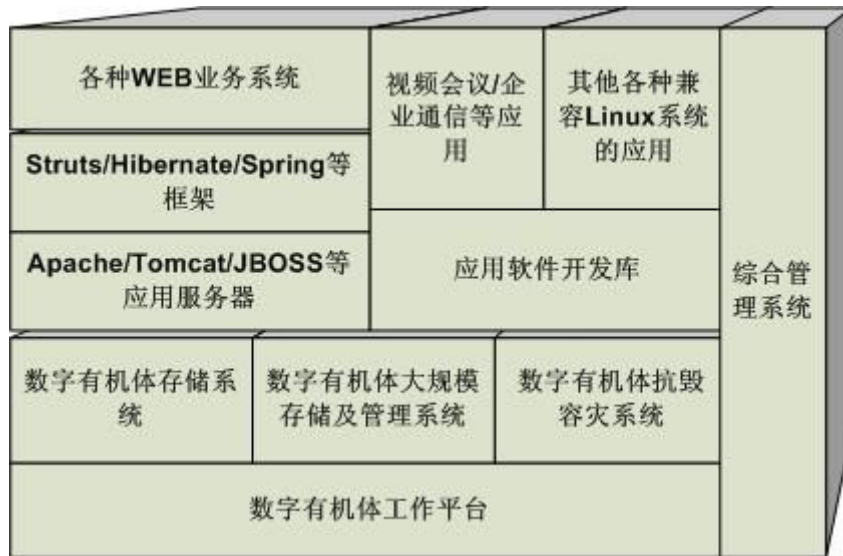 各种WEB业务系统
视频会议/企
业通信等应
用
其他各种兼
容Linux系统
的应用
Struts/Hibernate/Spring等
框架
Apache/Tomcat/JBOSS等
应用服务器
应用软件开发库
综合管
理系统
数字有机体存储系
统
数字有机体大规模
存储及管理系统
数字有机体抗毁
容灾系统
数字有机体工作平台